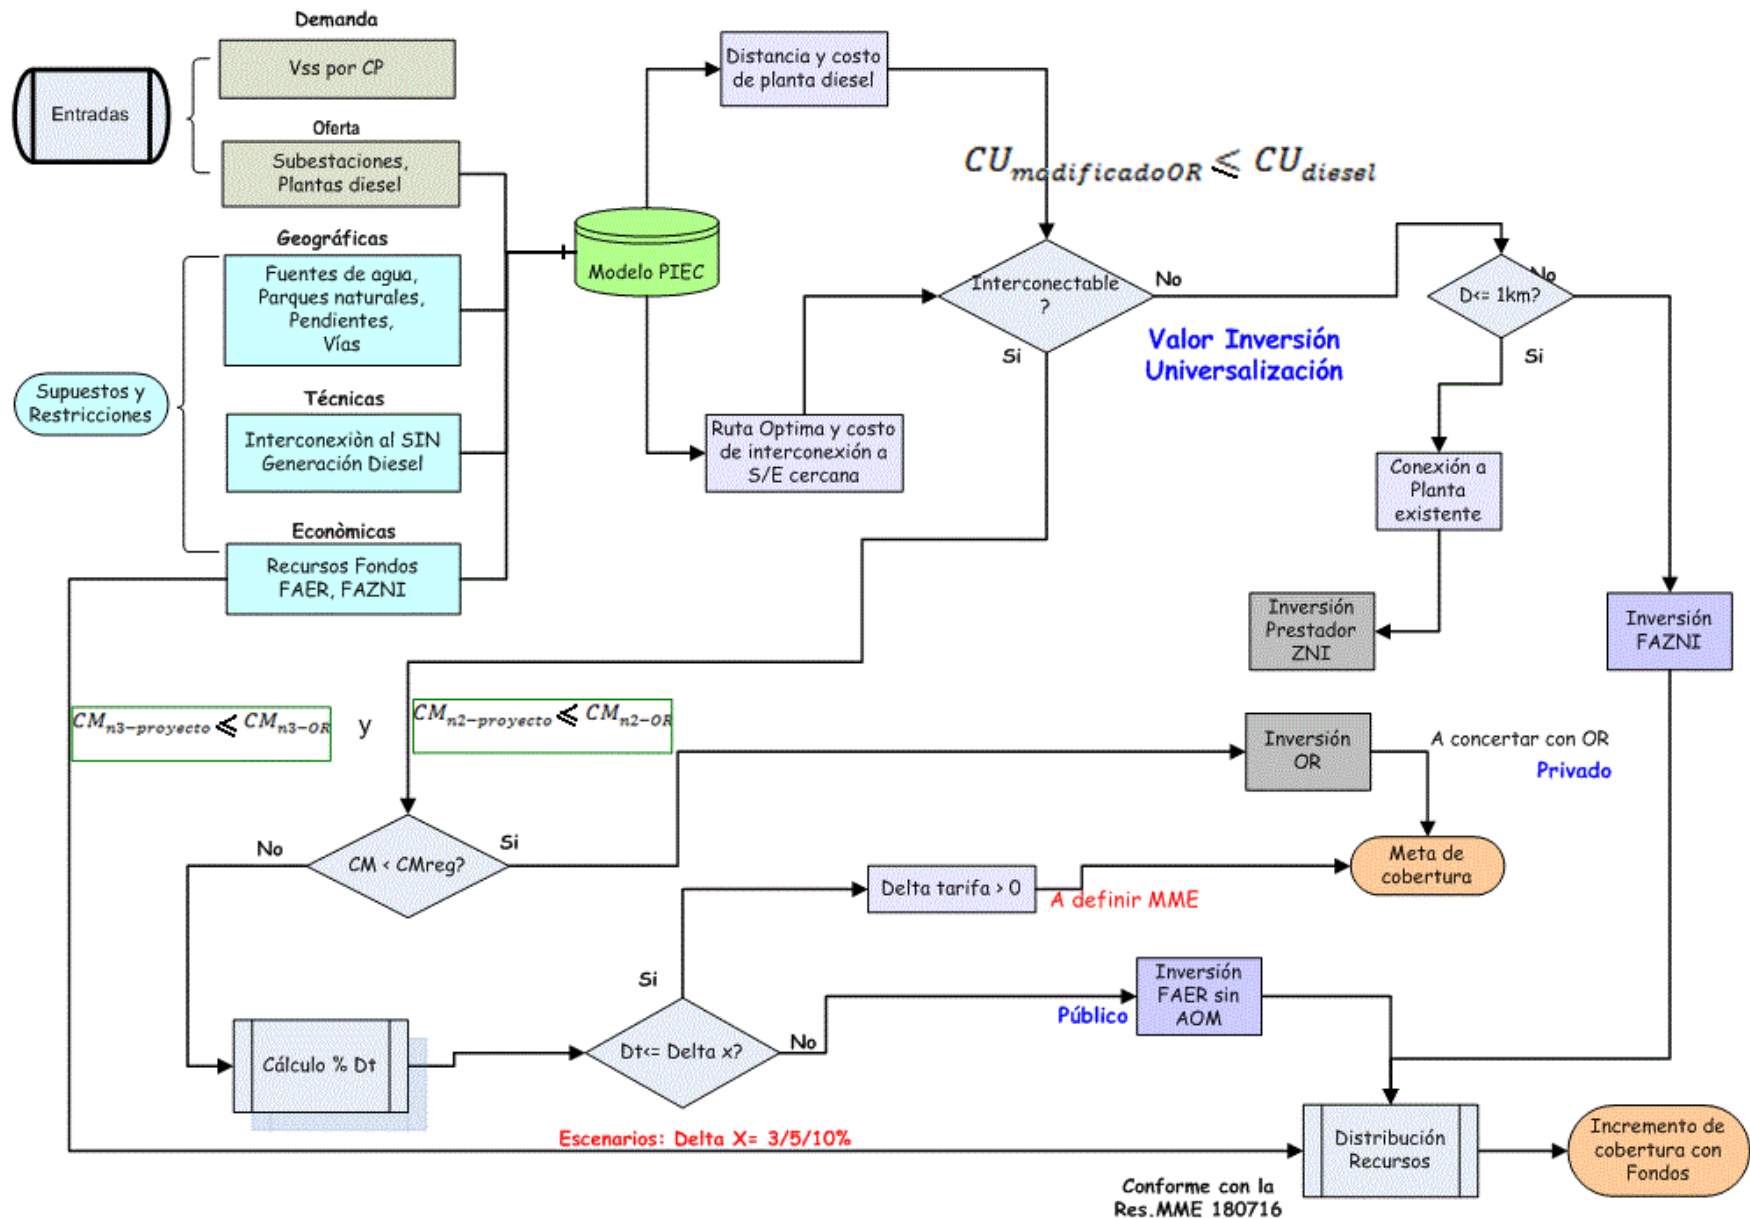 Demanda
Entradas
Vss por CP
Oferta
Subestaciones,
Plantas diesel
Geográficas
Fuentes de agua,
Parques naturales,
Pendientes,
Vías
Supuestos y
Restricciones
Técnicas
Interconexiòn al SIN
Generación Diesel
Econòmicas
Recursos Fondos
FAER, FAZNI
Modelo PIEC
Distancia y costo
de planta diesel
Ruta Optima y costo
de interconexión a
S/E cercana
CUmodificadoOR ⩽ CUdiesel
Interconectable
?
No
Si
Valor Inversión
Universalización
D<= 1km?
No
Si
Conexión a
Planta
existente
Inversión
Prestador
ZNI
Inversión
FAZNI
CMn3-proyecto ⩽ CMn3-OR
y
CMn2-proyecto ⩽ CMn2-OR
Inversión
OR
A concertar con OR
Privado
No
CM < CMreg?
Si
Meta de
cobertura
Delta tarifa > 0
A definir MME
Si
Cálculo % Dt
Dt<= Delta x?
No
Público
Inversión
FAER sin
AOM
Escenarios: Delta X= 3/5/10%
Distribución
Recursos
Incremento de
cobertura con
Fondos
Conforme con la
Res.MME 180716